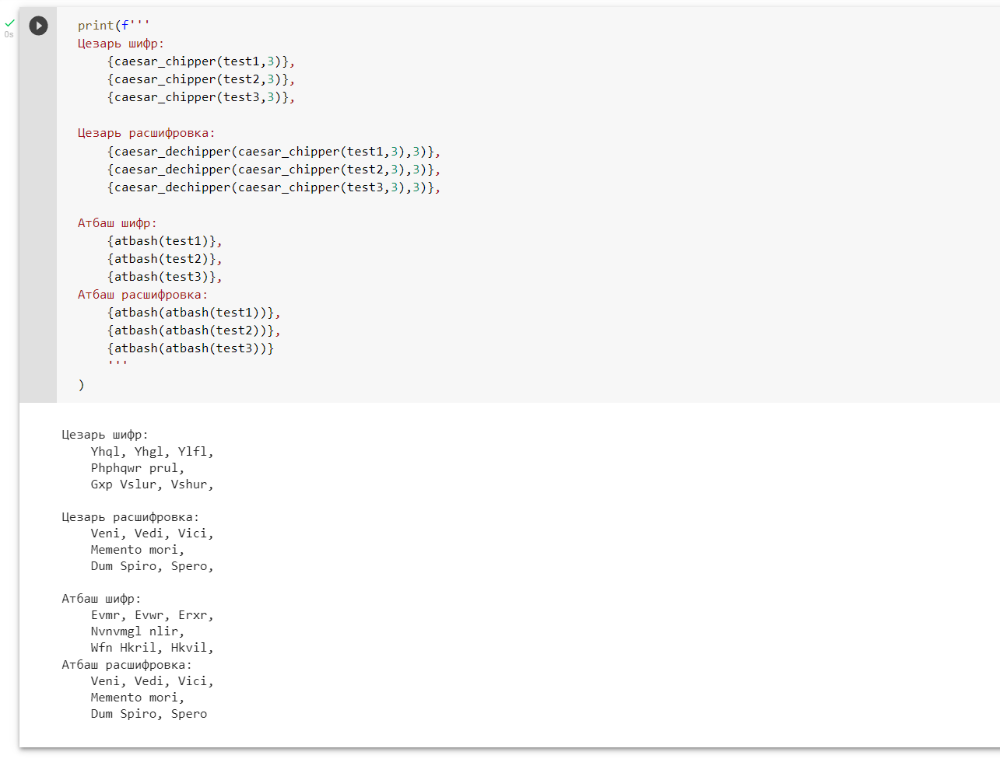 0s
print(f'''
Цезарь шифр:
    {caesar_chipper(test1,3)},
    {caesar_chipper(test2,3)},
    {caesar_chipper(test3,3)},

Цезарь расшифровка:
    {caesar_dechipper(caesar_chipper(test1,3),3)},
    {caesar_dechipper(caesar_chipper(test2,3),3)},
    {caesar_dechipper(caesar_chipper(test3,3),3)},

Атбаш шифр:
    {atbash(test1)},
    {atbash(test2)},
    {atbash(test3)},
Атбаш расшифровка:
    {atbash(atbash(test1))},
    {atbash(atbash(test2))},
    {atbash(atbash(test3))}
    '''
)

Цезарь шифр:
    Yhql, Yhgl, Ylfl,
    Phphqwr prul,
    Gxp Vslur, Vshur,

Цезарь расшифровка:
    Veni, Vedi, Vici,
    Memento mori,
    Dum Spiro, Spero,

Атбаш шифр:
    Evmr, Evwr, Erxr,
    Nvnvmgl nlir,
    Wfn Hkril, Hkvil,
Атбаш расшифровка:
    Veni, Vedi, Vici,
    Memento mori,
    Dum Spiro, Spero